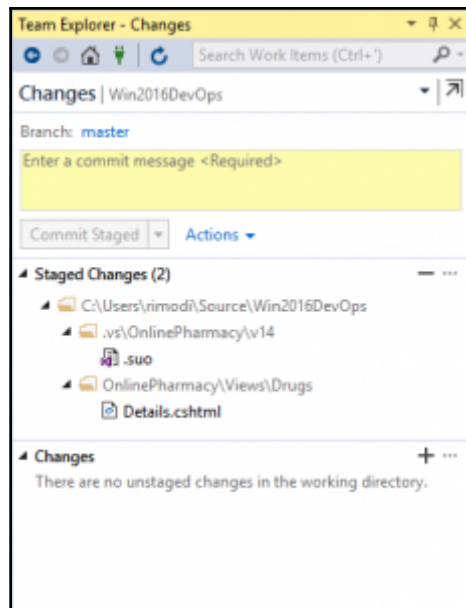 Team Explorer - Changes
Search Work Items (Ctrl+')
Changes | Win2016DevOps
Branch: master
Enter a commit message <Required>
Commit Staged Actions
Staged Changes (2)
C:\Users\rimodi\Source\Win2016DevOps
.vs\OnlinePharmacy\v14
.suo
OnlinePharmacy\Views\Drugs
Details.cshtml
Changes
There are no unstaged changes in the working directory.